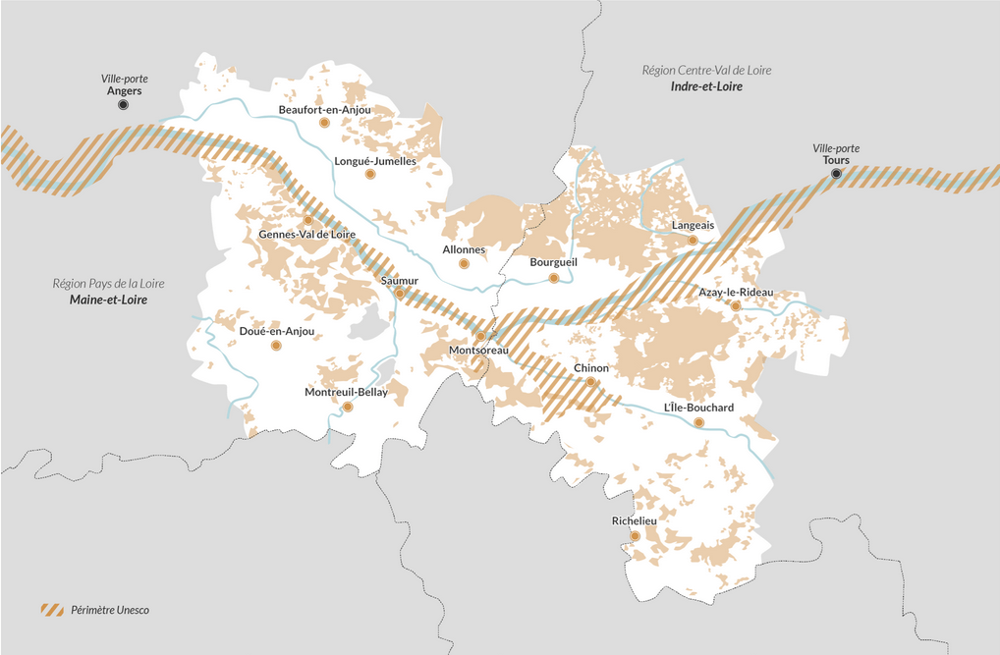 Région Centre-Val de Loire
Indre-et-Loire
Ville-porte
Angers
Beaufort-en-Anjou
Ville-porte
Tours
Longué-Jumelles
Langeais
Gennes-Val de Loire
Allonnes
Bourgueil
Saumur
Région Pays de la Loire
Maine-et-Loire
Azay-le-Rideau
Doué-en-Anjou
Montsoreau
Chinon
Montreuil-Bellay
L'Île-Bouchard
Richelieu
Périmètre Unesco